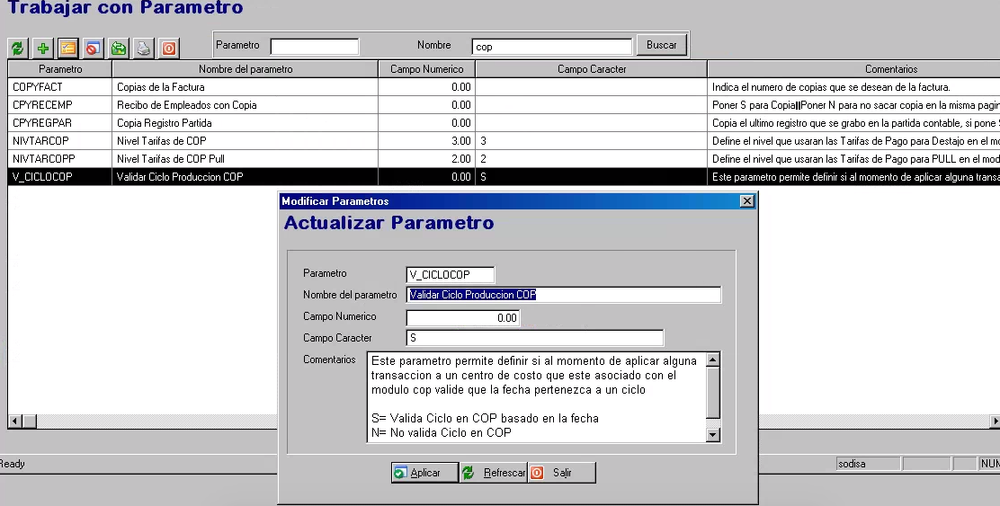 Trabajar con Parametro
Parametro Nombre cop Buscar
Parametro Nombre del parametro Campo Numerico Campo Caracter Comentarios
COPYFACT Copias de la Factura 0.00 Indica el numero de copias que se desean de la factura.
CPYRECEMP Recibo de Empleados con Copia 0.00 Poner S para Copia||Poner N para no sacar copia en la misma pagin
CPYREGPAR Copia Registro Partida 0.00 Copia el ultimo registro que se grabo en la partida contable, si pone S
NIVTARCOP Nivel Tarifas de COP 3.00 3 Define el nivel que usaran las Tarifas de Pago para Destajo en el mo
NIVTARCOPP Nivel Tarifas de COP Pull 2.00 2 Define el nivel que usaran las Tarifas de Pago para PULL en el mod
V_CICLOCOP Validar Ciclo Produccion COP 0.00 S Este parametro permite definir si al momento de aplicar alguna transa
Modificar Parametros
Actualizar Parametro
Parametro V_CICLOCOP
Nombre del parametro Validar Ciclo Produccion COP
Campo Numerico 0.00
Campo Caracter S
Comentarios Este parametro permite definir si al momento de aplicar alguna
transaccion a un centro de costo que este asociado con el
modulo cop valide que la fecha pertenezca a un ciclo
S= Valida Ciclo en COP basado en la fecha
N= No valida Ciclo en COP
Aplicar Refrescar Salir
Ready sodisa NUM